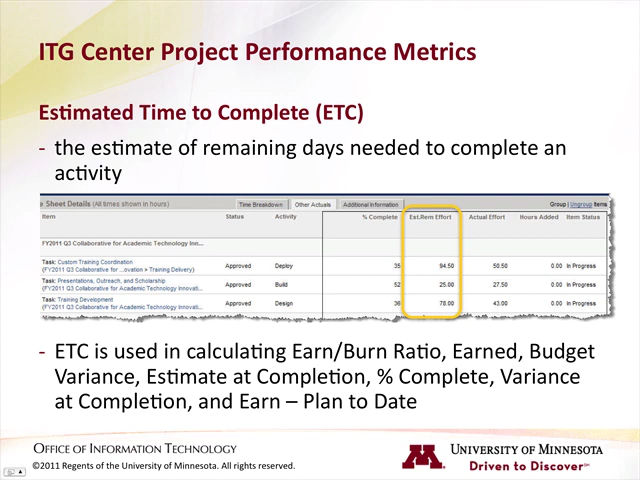 ITG Center Project Performance Metrics
Estimated Time to Complete (ETC)
- the estimate of remaining days needed to complete an
activity
Sheet Details (All times shown in hours) Time Breakdown Other Actuals Additional Information Group | Ungroup Items
Item Status Activity % Complete Est.Rem Effort Actual Effort Hours Added Item Status
FY2011 Q3 Collaborative for Academic Technology Inn...
Task: Custom Training Coordination
(FY2011 Q3 Collaborative for ...ovation > Training Delivery) Approved Deploy 35 94.50 50.50 0.00 In Progress
Task: Presentations, Outreach, and Scholarship
(FY2011 Q3 Collaborative for Academic Technology Innovati... Approved Build 52 25.00 27.50 0.00 In Progress
Task: Training Development
(FY2011 Q3 Collaborative for Academic Technology Innovati... Approved Design 36 78.00 43.00 0.00 In Progress
- ETC is used in calculating Earn/Burn Ratio, Earned, Budget
Variance, Estimate at Completion, % Complete, Variance
at Completion, and Earn – Plan to Date
OFFICE OF INFORMATION TECHNOLOGY
©2011 Regents of the University of Minnesota. All rights reserved.
M
UNIVERSITY OF MINNESOTA
Driven to Discover℠